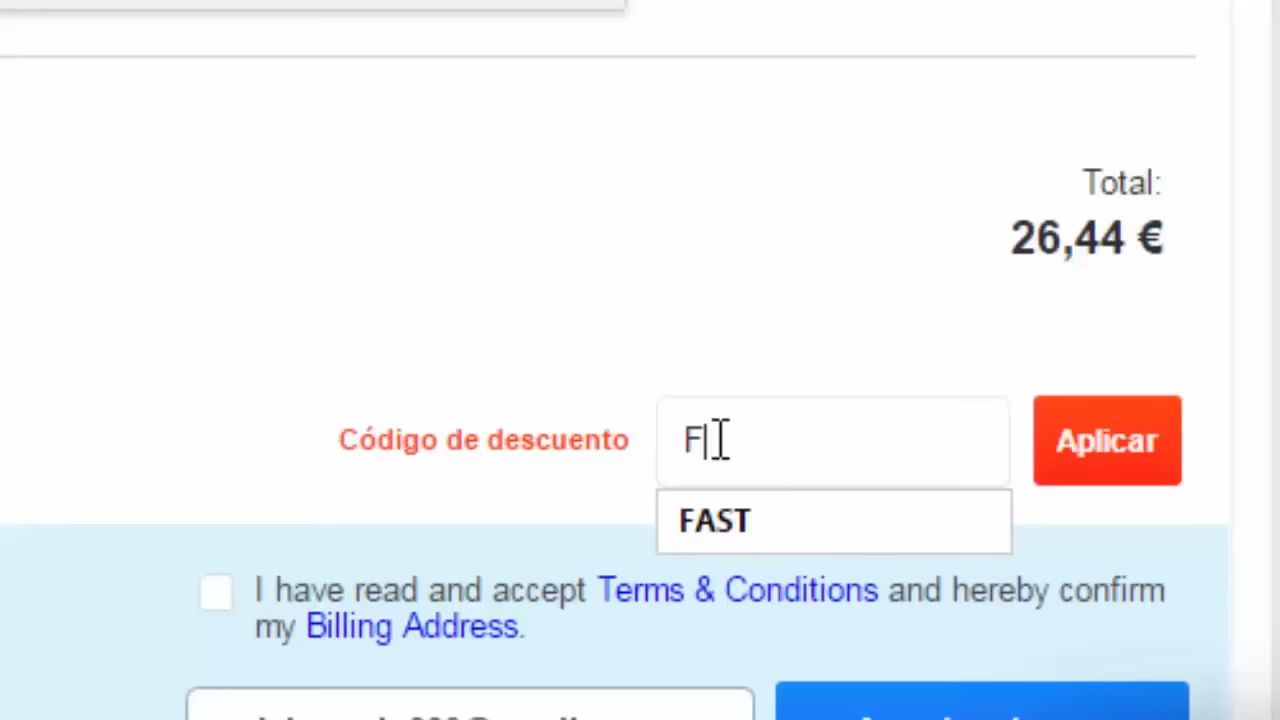 Total:
26,44 €
Código de descuento
F
Aplicar
FAST
I have read and accept Terms & Conditions and hereby confirm
my Billing Address.